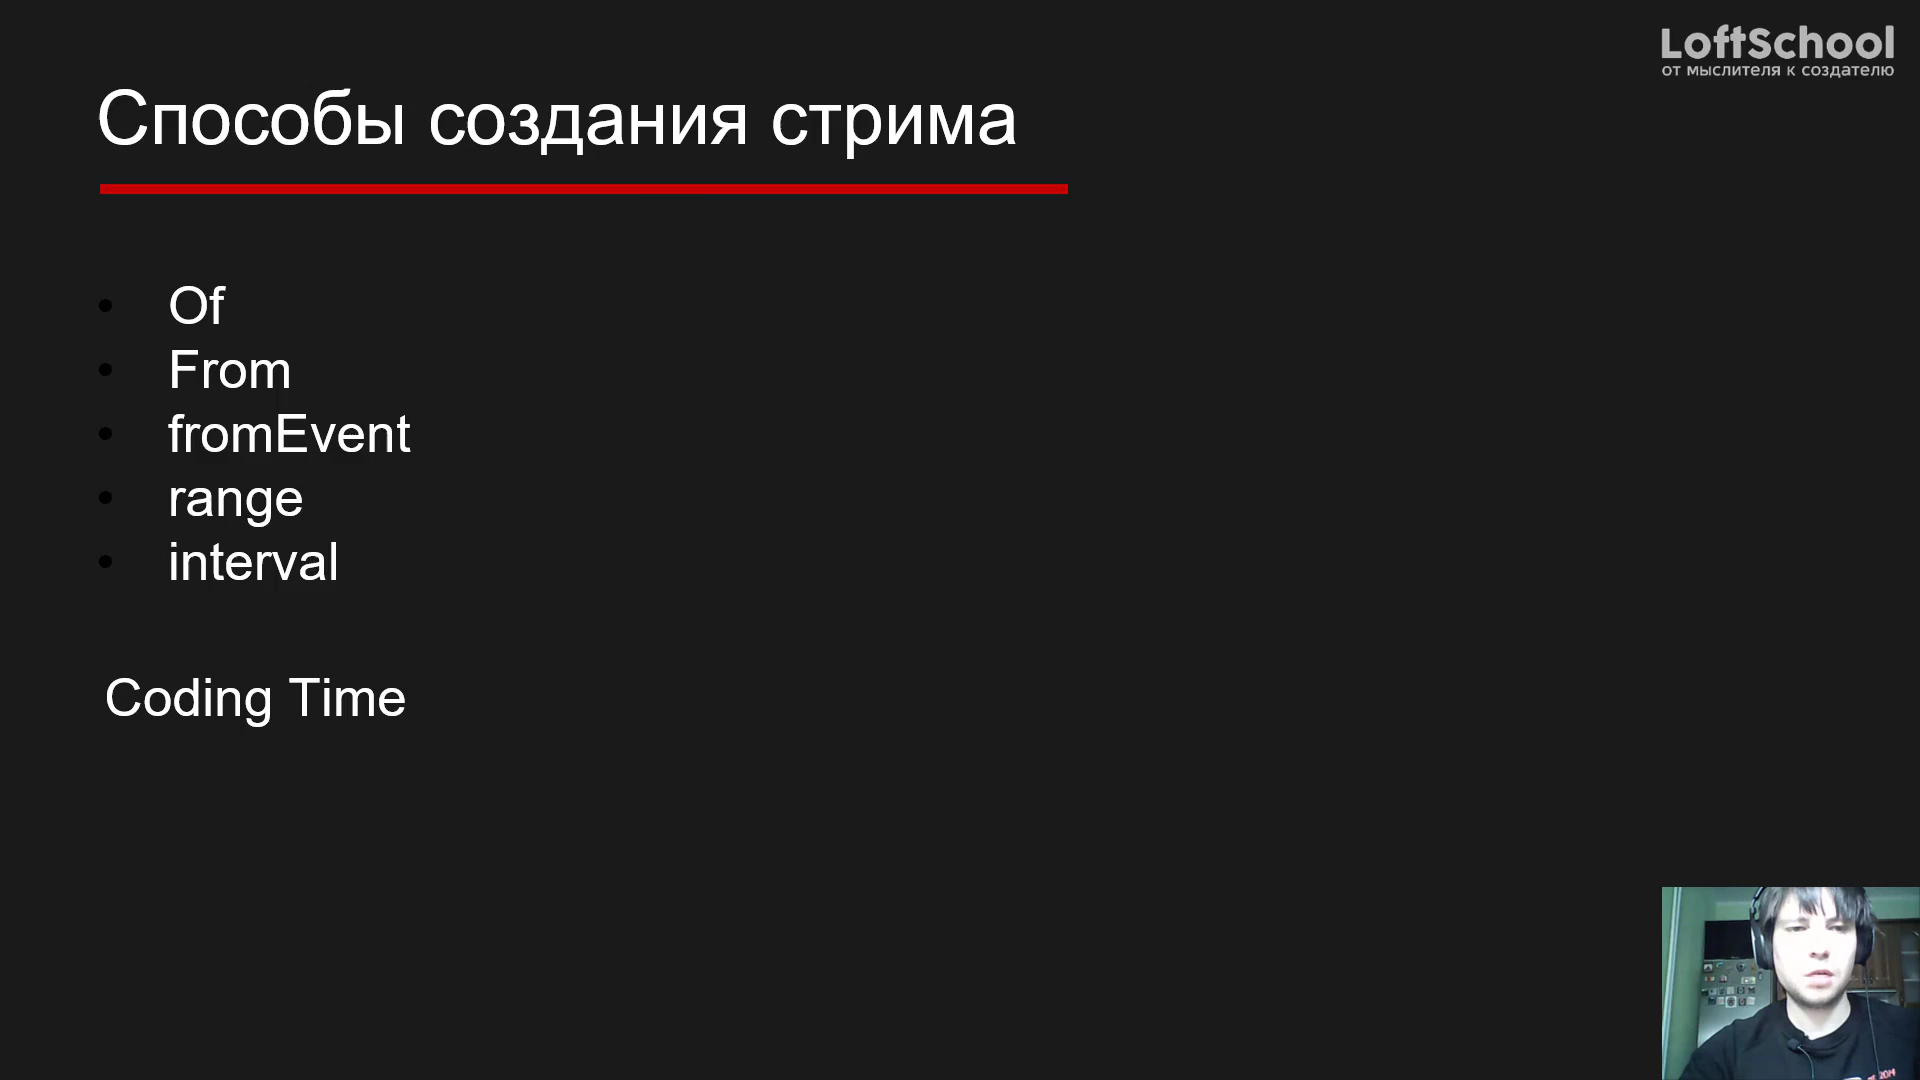 LoftSchool
от мыслителя к создателю
Способы создания стрима
• Of
• From
• fromEvent
• range
• interval
Coding Time